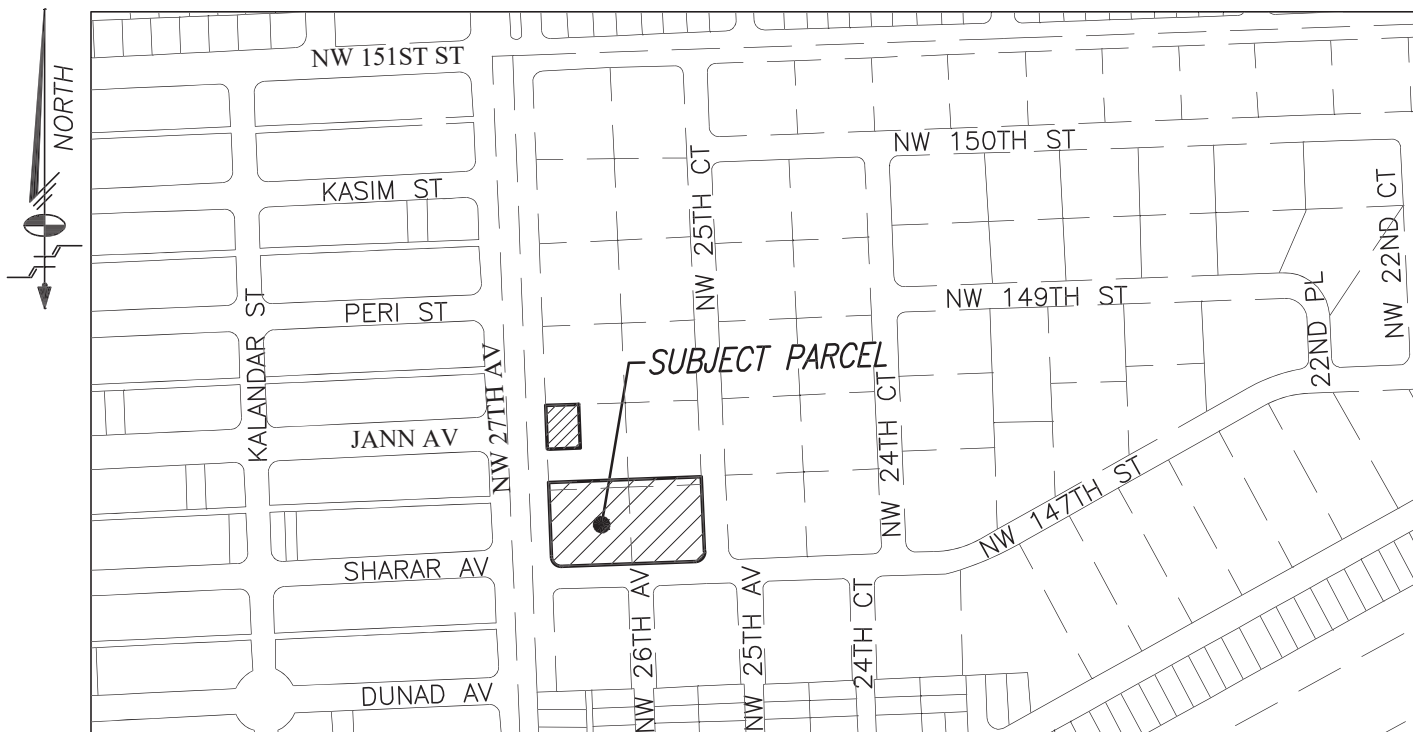 NW 151ST ST
NORTH
NW 150TH ST
NW 25TH CT
KASIM ST
NW 22ND CT
NW 149TH ST
KALANDAR ST
PERI ST
22ND PL
SUBJECT PARCEL
NW 27TH AV
NW 24TH CT
JANN AV
NW 147TH ST
SHARAR AV
NW 26TH AV
NW 25TH AV
24TH CT
DUNAD AV